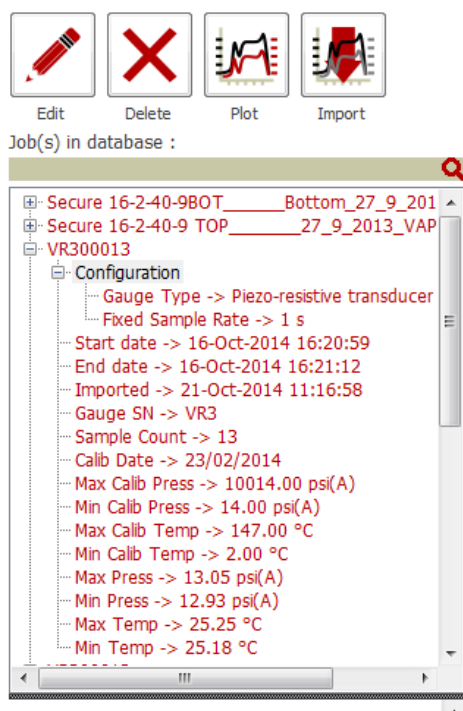 Edit Delete Plot Import
Job(s) in database :
Secure 16-2-40-9BOT______Bottom_27_9_201
Secure 16-2-40-9 TOP_______27_9_2013_VAP
VR300013
Configuration
Gauge Type -> Piezo-resistive transducer
Fixed Sample Rate -> 1 s
Start date -> 16-Oct-2014 16:20:59
End date -> 16-Oct-2014 16:21:12
Imported -> 21-Oct-2014 11:16:58
Gauge SN -> VR3
Sample Count -> 13
Calib Date -> 23/02/2014
Max Calib Press -> 10014.00 psi(A)
Min Calib Press -> 14.00 psi(A)
Max Calib Temp -> 147.00 °C
Min Calib Temp -> 2.00 °C
Max Press -> 13.05 psi(A)
Min Press -> 12.93 psi(A)
Max Temp -> 25.25 °C
Min Temp -> 25.18 °C